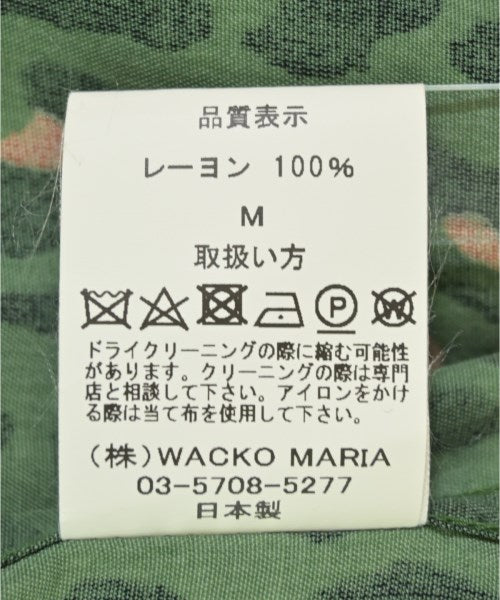 品質表示
レーヨン 100%
M
取扱い方
P W
ドライクリーニングの際に縮む可能性
があります。クリーニングの際は専門
店と相談して下さい。アイロンをかけ
る際は当て布を使用して下さい。
(株)WACKO MARIA
03-5708-5277
日本製